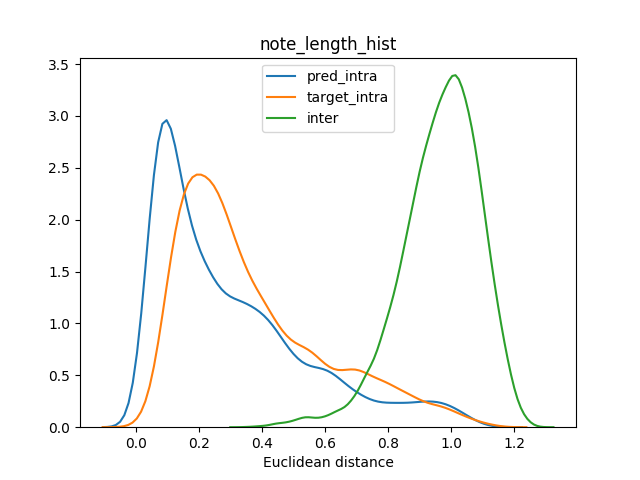 note_length_hist
pred_intra
target_intra
inter
3.5
3.0
2.5
2.0
1.5
1.0
0.5
0.0
0.0 0.2 0.4 0.6 0.8 1.0 1.2
Euclidean distance